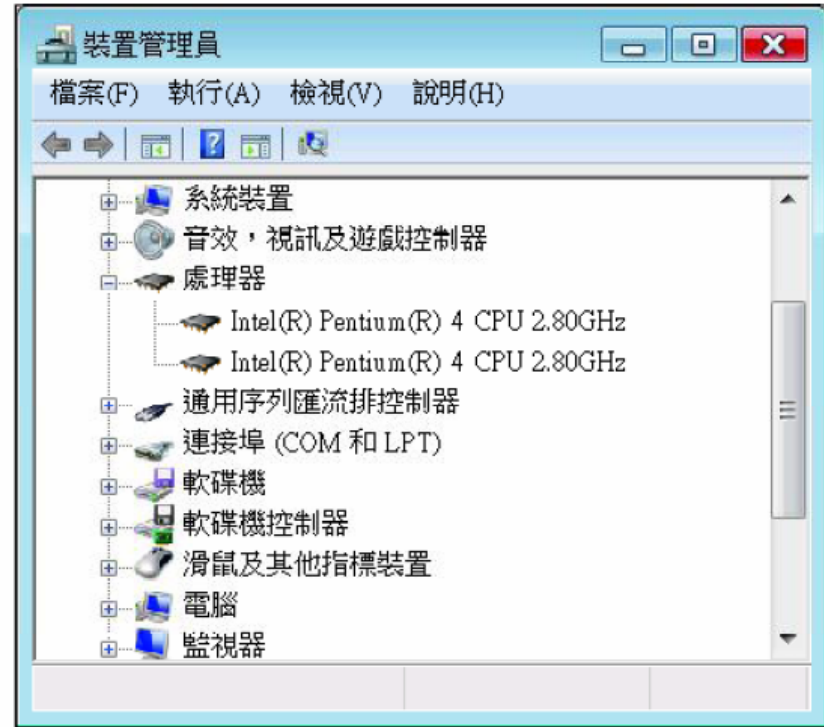 裝置管理員
檔案(F) 執行(A) 檢視(V) 說明(H)
系統裝置
音效，視訊及遊戲控制器
處理器
Intel(R) Pentium(R) 4 CPU 2.80GHz
Intel(R) Pentium(R) 4 CPU 2.80GHz
通用序列匯流排控制器
連接埠 (COM 和 LPT)
軟碟機
軟碟機控制器
滑鼠及其他指標裝置
電腦
監視器